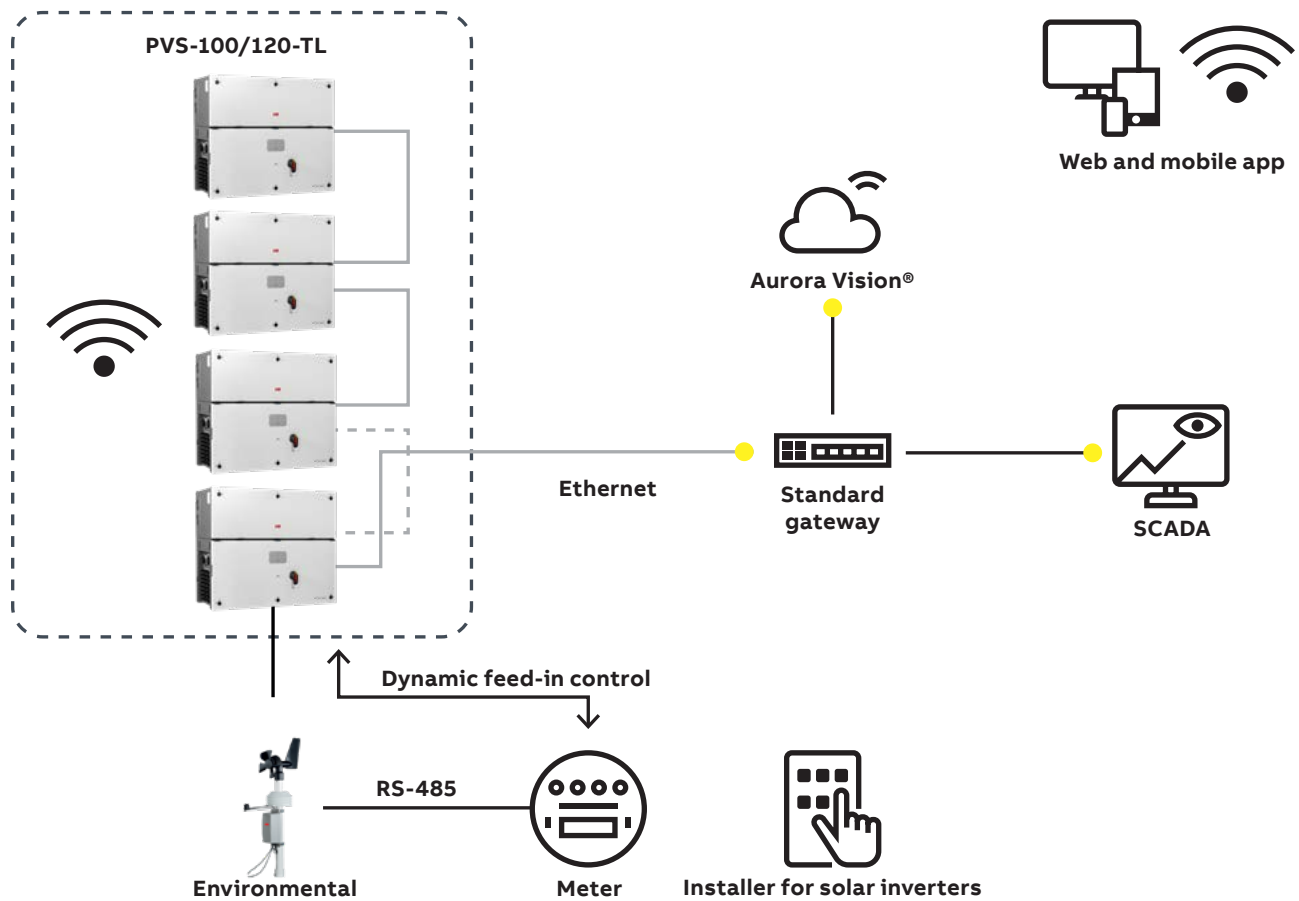 PVS-100/120-TL
Web and mobile app
Aurora Vision®
Ethernet
Standard
gateway
SCADA
Dynamic feed-in control
RS-485
Environmental
Meter
Installer for solar inverters